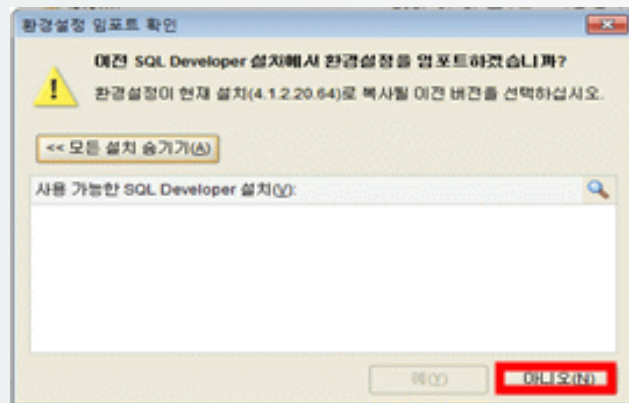 환경설정 임포트 확인
이전 SQL Developer 설치에서 환경설정을 임포트하겠습니까?
환경설정이 현재 설치(4.1.2.20.64)로 복사될 이전 버전을 선택하십시오.
<< 모든 설치 숨기기(A)
사용 가능한 SQL Developer 설치(V):
예(Y)
아니오(N)